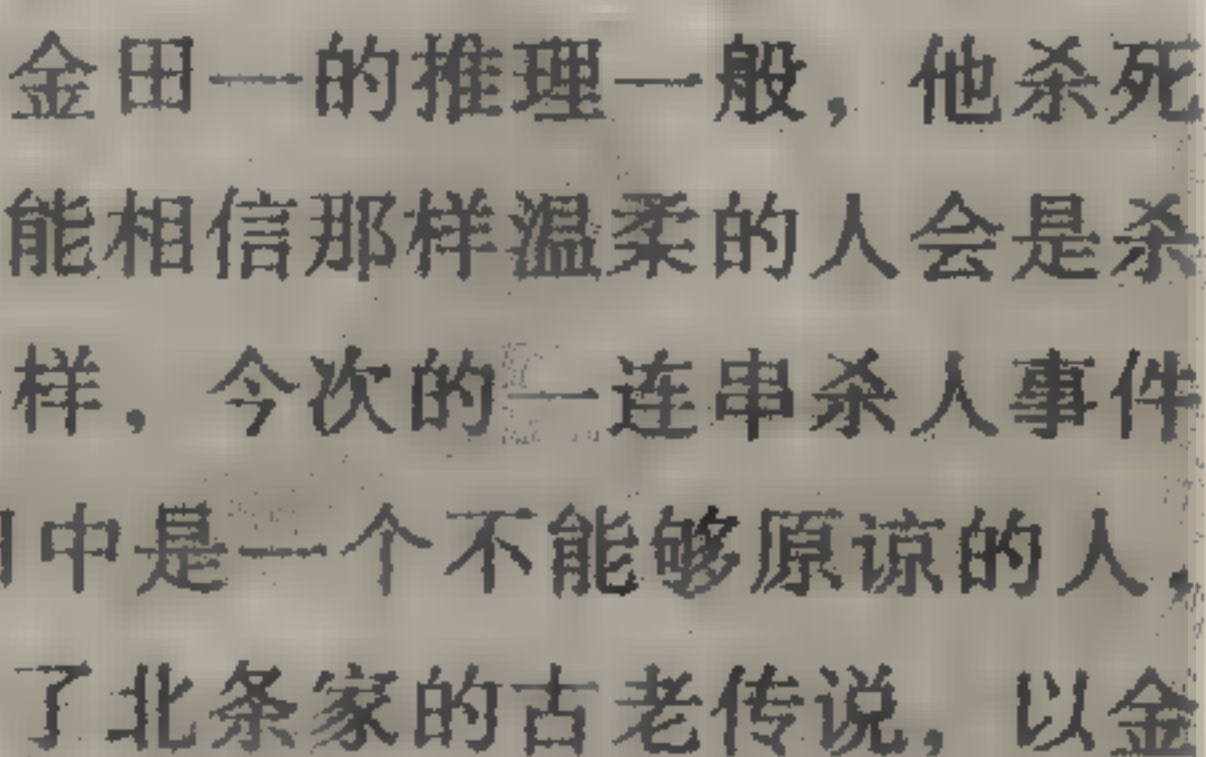 金田一的推理一般，他杀死
能相信那样温柔的人会是杀
样，今次的一连串杀人事件
中是一个不能够原谅的人，
了北条家的古老传说，以金